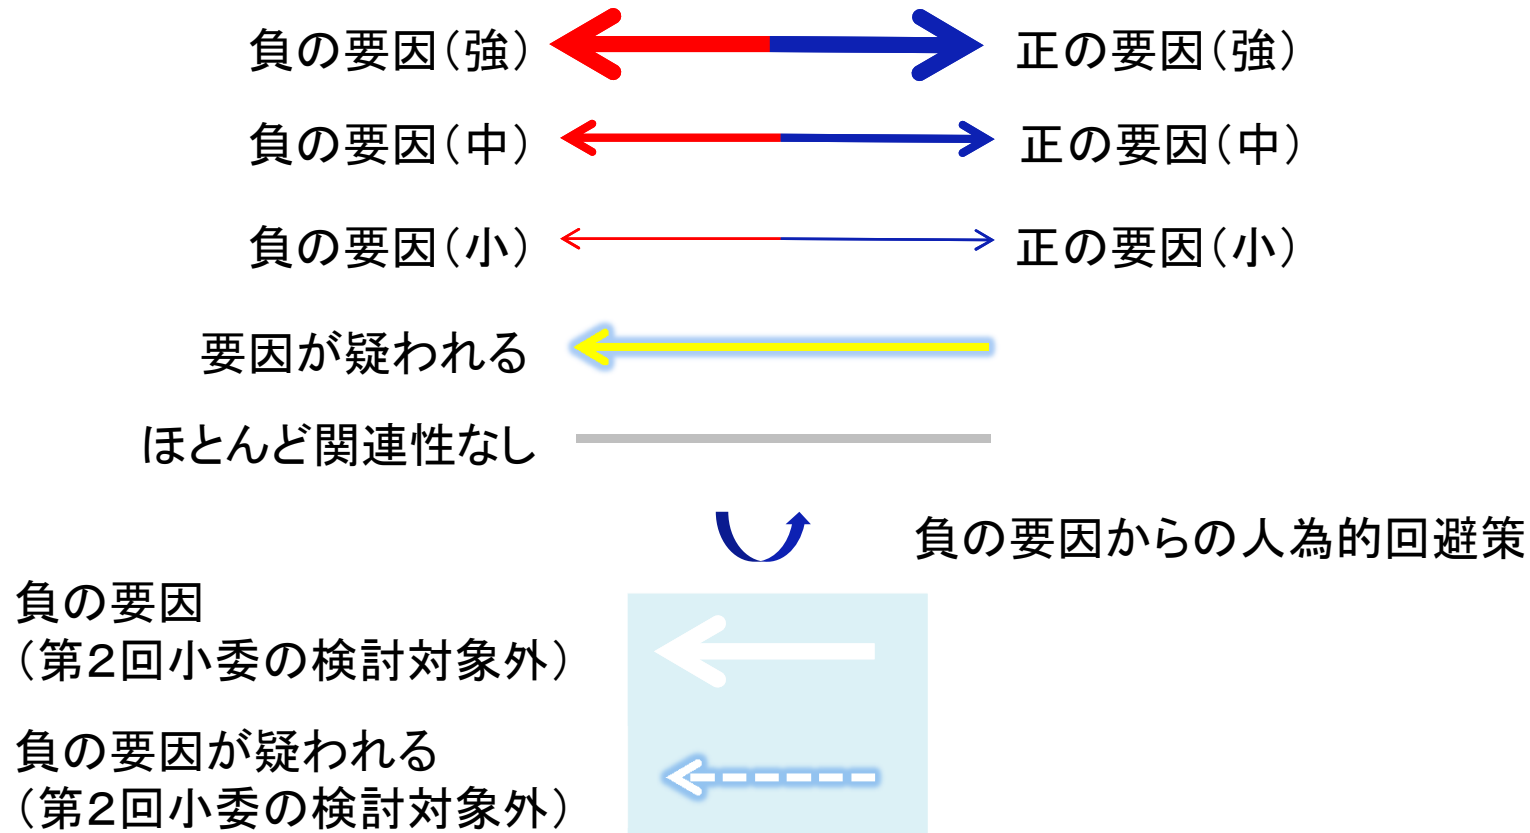 負の要因（強）
正の要因（強）
負の要因（中）
正の要因（中）
負の要因（小）
正の要因（小）
要因が疑われる
ほとんど関連性なし
負の要因からの人為的回避策
負の要因
（第２回小委の検討対象外）
負の要因が疑われる
（第２回小委の検討対象外）